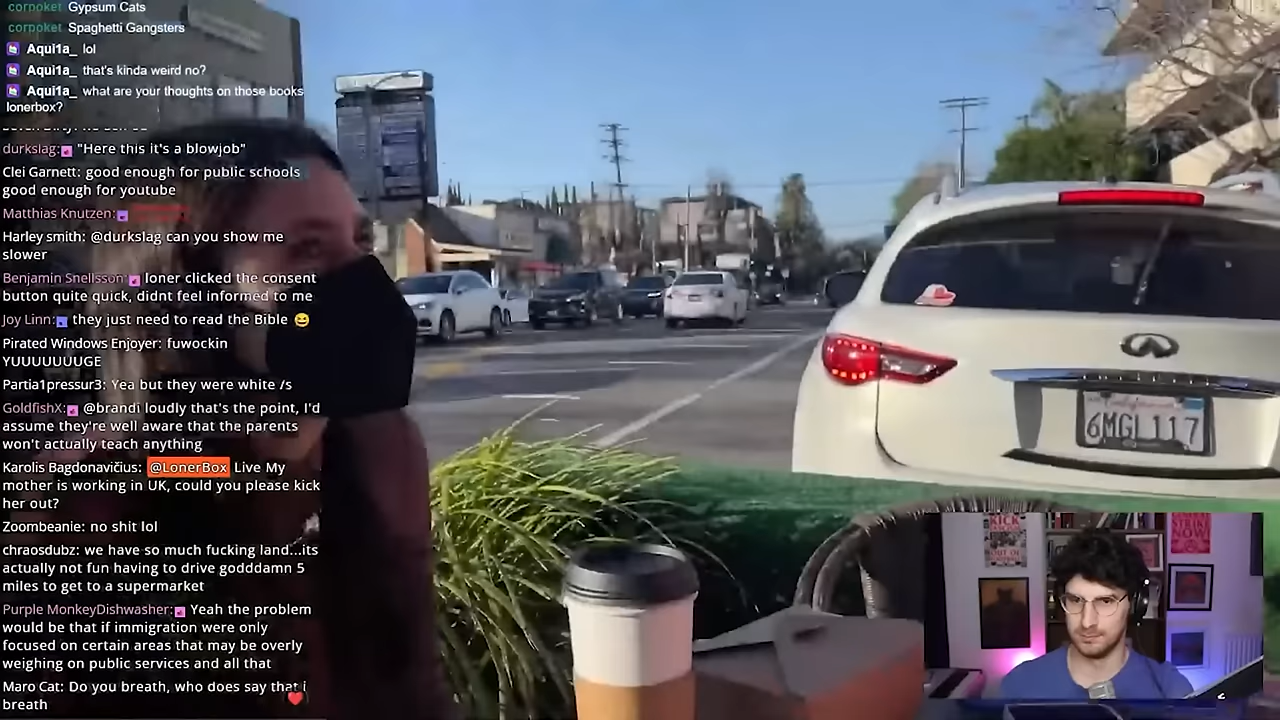 corpoket Gypsum Cats
corpoket Spaghetti Gangsters
Aqui1a_ lol
Aqui1a_ that's kinda weird no?
Aqui1a_ what are your thoughts on those books
lonerbox?
durkslag: "Here this it's a blowjob"
Clei Garnett: good enough for public schools
good enough for youtube
Matthias Knutzen:
Harley smith: @durkslag can you show me
slower
Benjamin Snellsson: loner clicked the consent
button quite quick, didnt feel informed to me
Joy Linn: they just need to read the Bible 😆
Pirated Windows Enjoyer: fuwockin
YUUUUUUUGE
Partia1pressur3: Yea but they were white /s
GoldfishX: @brandi loudly that's the point, I'd
assume they're well aware that the parents
won't actually teach anything
Karolis Bagdonavičius: @LonerBox Live My
mother is working in UK, could you please kick
her out?
Zoombeanie: no shit lol
chraosdubz: we have so much fucking land...its
actually not fun having to drive godddamn 5
miles to get to a supermarket
Purple MonkeyDishwasher: Yeah the problem
would be that if immigration were only
focused on certain areas that may be overly
weighing on public services and all that
Maro Cat: Do you breath, who does say that i
breath
6MGL117
KICK
OUT OF
STRIKE
NOW!